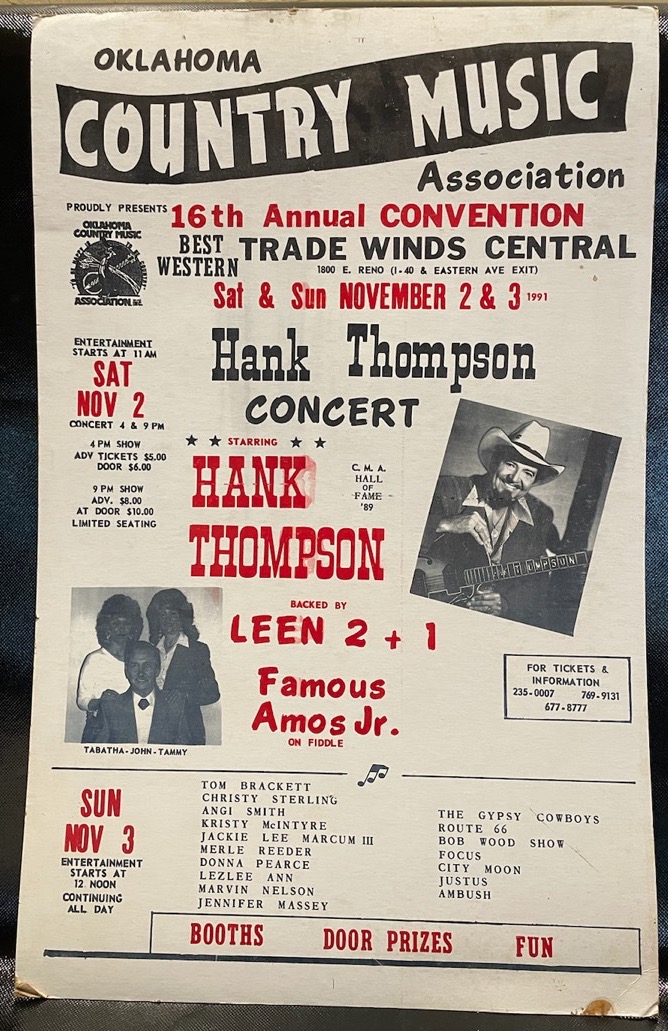 OKLAHOMA
COUNTRY MUSIC
Association
PROUDLY PRESENTS
16th Annual CONVENTION
OKLAHOMA
COUNTRY MUSIC
ASSOCIATION, INC.
BEST
WESTERN
TRADE WINDS CENTRAL
1800 E. RENO (I-40 & EASTERN AVE EXIT)
Sat & Sun NOVEMBER 2 & 3 1991
ENTERTAINMENT
STARTS AT 11 AM
SAT
NOV 2
CONCERT 4 & 9 PM
4 PM SHOW
ADV TICKETS $5.00
DOOR $6.00
9 PM SHOW
ADV. $8.00
AT DOOR $10.00
LIMITED SEATING
Hank Thompson
CONCERT
STARRING
HANK
THOMPSON
C. M. A.
HALL
OF
FAME
'89
THOMPSON
BACKED BY
LEEN 2 + 1
Famous
Amos Jr.
ON FIDDLE
TABATHA-JOHN-TAMMY
FOR TICKETS &
INFORMATION
235-0007 769-9131
677-8777
SUN
NOV 3
ENTERTAINMENT
STARTS AT
12 NOON
CONTINUING
ALL DAY
TOM BRACKETT
CHRISTY STERLING
ANGI SMITH
KRISTY McINTYRE
JACKIE LEE MARCUM III
MERLE REEDER
DONNA PEARCE
LEZLEE ANN
MARVIN NELSON
JENNIFER MASSEY
THE GYPSY COWBOYS
ROUTE 66
BOB WOOD SHOW
FOCUS
CITY MOON
JUSTUS
AMBUSH
BOOTHS DOOR PRIZES FUN